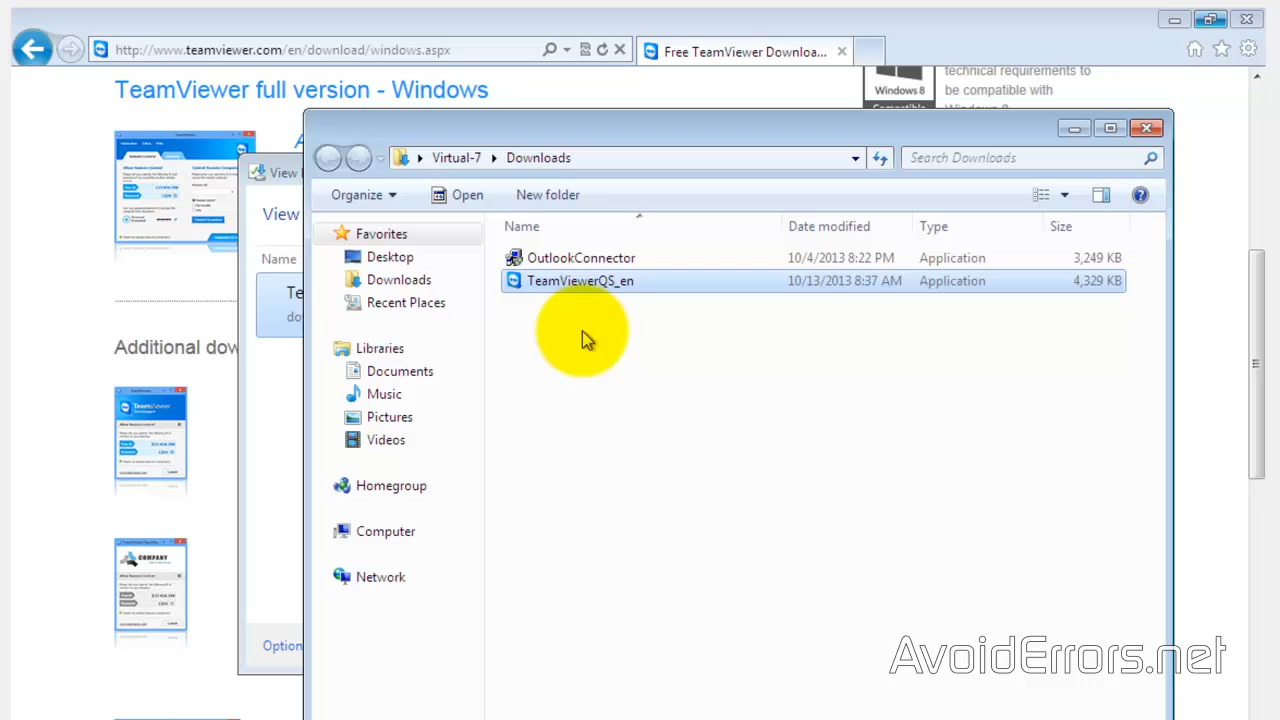 http://www.teamviewer.com/en/download/windows.aspx
Free TeamViewer Downloa...
TeamViewer full version - Windows
Windows 8
technical requirements to
be compatible with
Virtual-7
Downloads
Search Downloads
View
Organize
Open
New folder
View
Name
Te
do
Favorites
Desktop
Downloads
Recent Places
Libraries
Documents
Music
Pictures
Videos
Homegroup
Computer
Network
Name
Date modified
Type
Size
OutlookConnector
10/4/2013 8:22 PM
Application
3,249 KB
TeamViewerQS_en
10/13/2013 8:37 AM
Application
4,329 KB
Additional dow
TeamViewer
COMPANY
Option
AvoidErrors.net